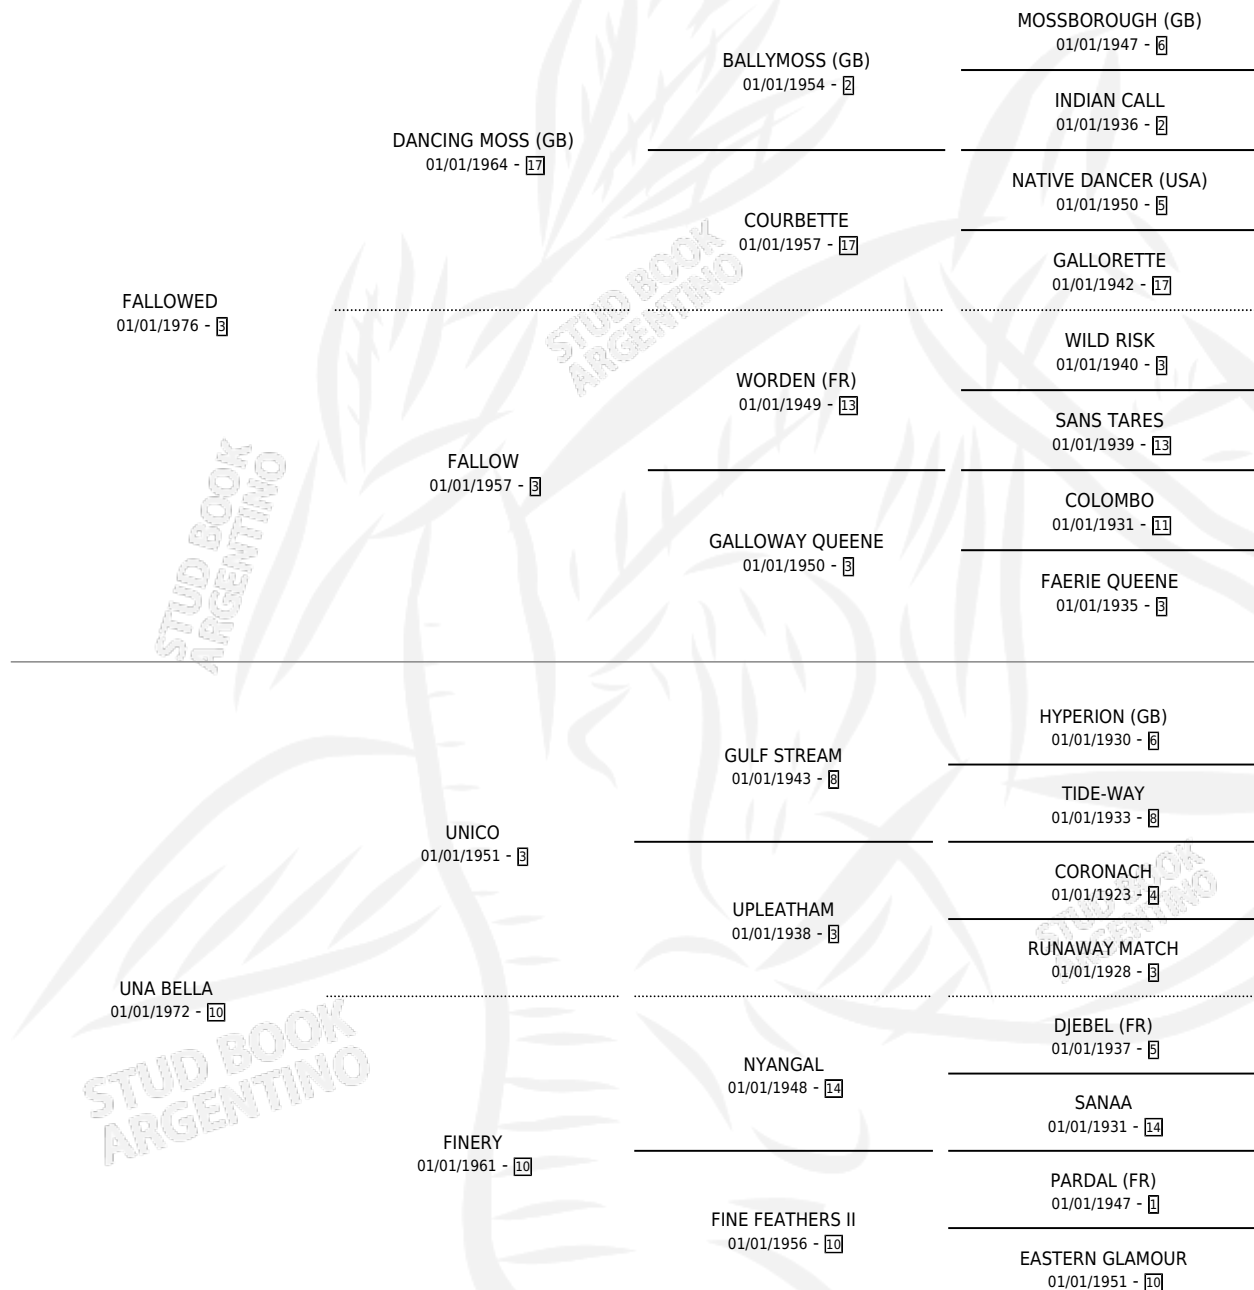 MOSSBOROUGH (GB)
01/01/1947 - 6
BALLYMOSS (GB)
01/01/1954 - 2
INDIAN CALL
01/01/1936 - 2
DANCING MOSS (GB)
01/01/1964 - 17
NATIVE DANCER (USA)
01/01/1950 - 5
COURBETTE
01/01/1957 - 17
GALLORETTE
01/01/1942 - 17
FALLOWED
01/01/1976 - 3
WILD RISK
01/01/1940 - 3
WORDEN (FR)
01/01/1949 - 13
SANS TARES
01/01/1939 - 13
FALLOW
01/01/1957 - 3
COLOMBO
01/01/1931 - 11
GALLOWAY QUEENE
01/01/1950 - 3
FAERIE QUEENE
01/01/1935 - 3
STUD BOOK
ARGENTINO
STUD BOOK
ARGENTINO
HYPERION (GB)
01/01/1930 - 6
GULF STREAM
01/01/1943 - 8
TIDE-WAY
01/01/1933 - 8
UNICO
01/01/1951 - 3
CORONACH
01/01/1923 - 4
UPLEATHAM
01/01/1938 - 3
RUNAWAY MATCH
01/01/1928 - 3
STUD BOOK
ARGENTINO
UNA BELLA
01/01/1972 - 10
DJEBEL (FR)
01/01/1937 - 5
NYANGAL
01/01/1948 - 14
SANAA
01/01/1931 - 14
FINERY
01/01/1961 - 10
PARDAL (FR)
01/01/1947 - 1
FINE FEATHERS II
01/01/1956 - 10
EASTERN GLAMOUR
01/01/1951 - 10
STUD BOOK
ARGENTINO